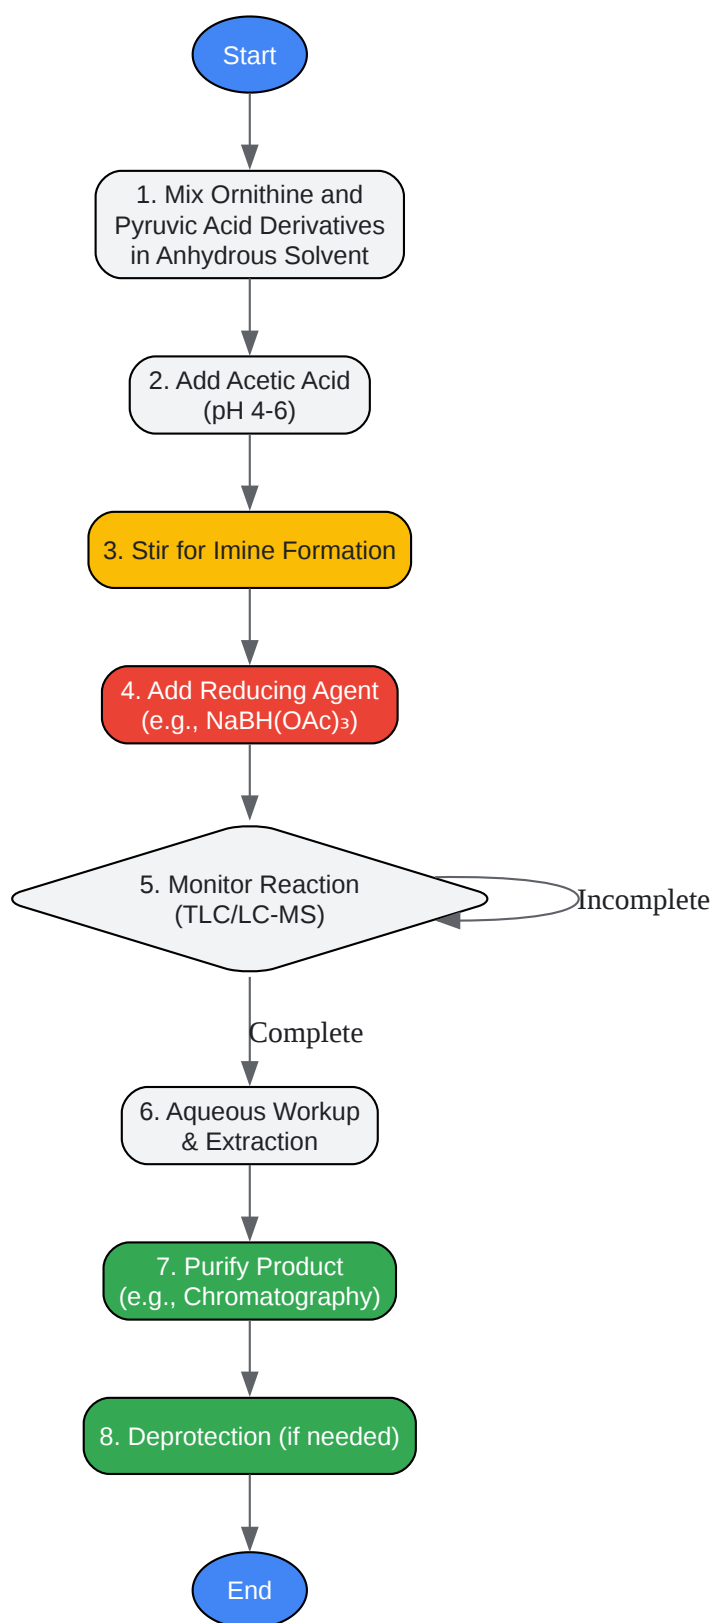 Start
1. Mix Ornithine and
Pyruvic Acid Derivatives
in Anhydrous Solvent
2. Add Acetic Acid
(pH 4-6)
3. Stir for Imine Formation
4. Add Reducing Agent
(e.g., NaBH(OAc)₃)
5. Monitor Reaction
(TLC/LC-MS)
Incomplete
Complete
6. Aqueous Workup
& Extraction
7. Purify Product
(e.g., Chromatography)
8. Deprotection (if needed)
End